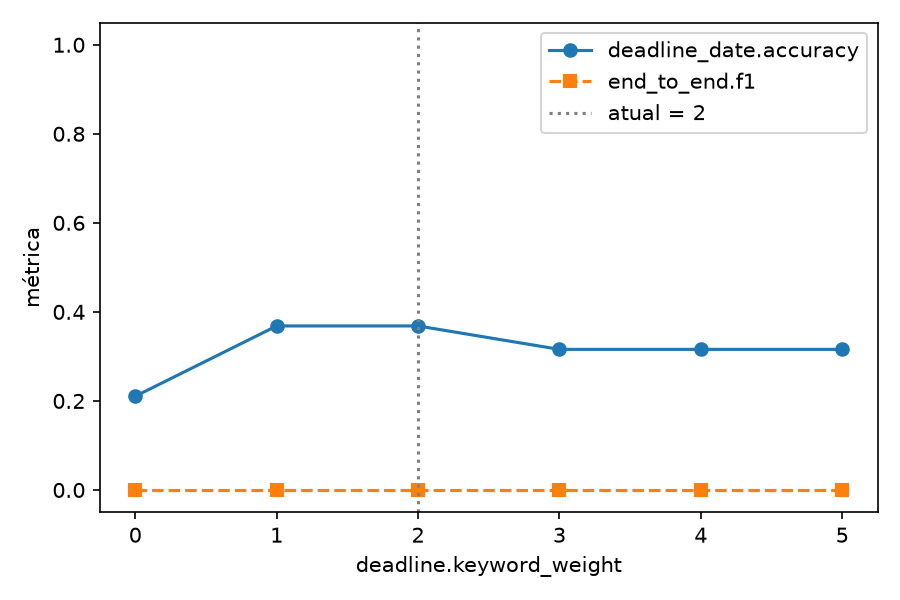 1.0
0.8
0.6
0.4
0.2
0.0
métrica
deadline_date.accuracy
end_to_end.f1
atual = 2
0 1 2 3 4 5
deadline.keyword_weight